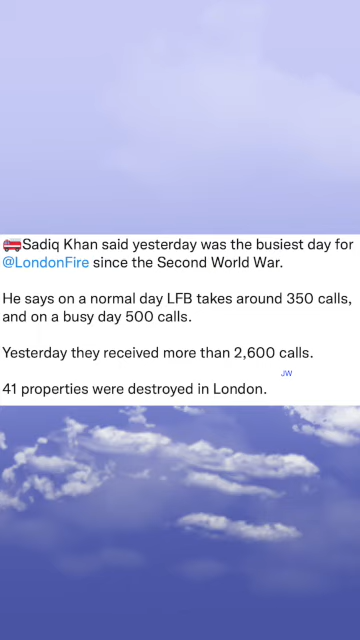 🚒Sadiq Khan said yesterday was the busiest day for
@LondonFire since the Second World War.
He says on a normal day LFB takes around 350 calls,
and on a busy day 500 calls.
Yesterday they received more than 2,600 calls.
JW
41 properties were destroyed in London.